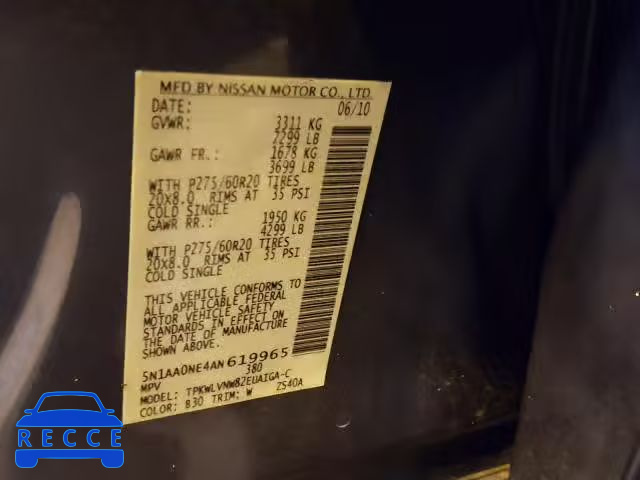 MFD BY NISSAN MOTOR CO., LTD.
DATE: 06/10
GVWR: 3311 KG
7299 LB
GAWR FR.: 1678 KG
3699 LB
WITH P275/60R20 TIRES
20x8.0 RIMS AT 35 PSI
COLD SINGLE
GAWR RR.: 1950 KG
4299 LB
WITH P275/60R20 TIRES
20x8.0 RIMS AT 35 PSI
COLD SINGLE
THIS VEHICLE CONFORMS TO
ALL APPLICABLE FEDERAL
MOTOR VEHICLE SAFETY
STANDARDS IN EFFECT ON
THE DATE OF MANUFACTURE
SHOWN ABOVE
5N1AA0NE4AN619965
MPV 380
MODEL: TPKWLVNW82EUAIGA-C
COLOR: B30 TRIM: W ZS40A
RECCE